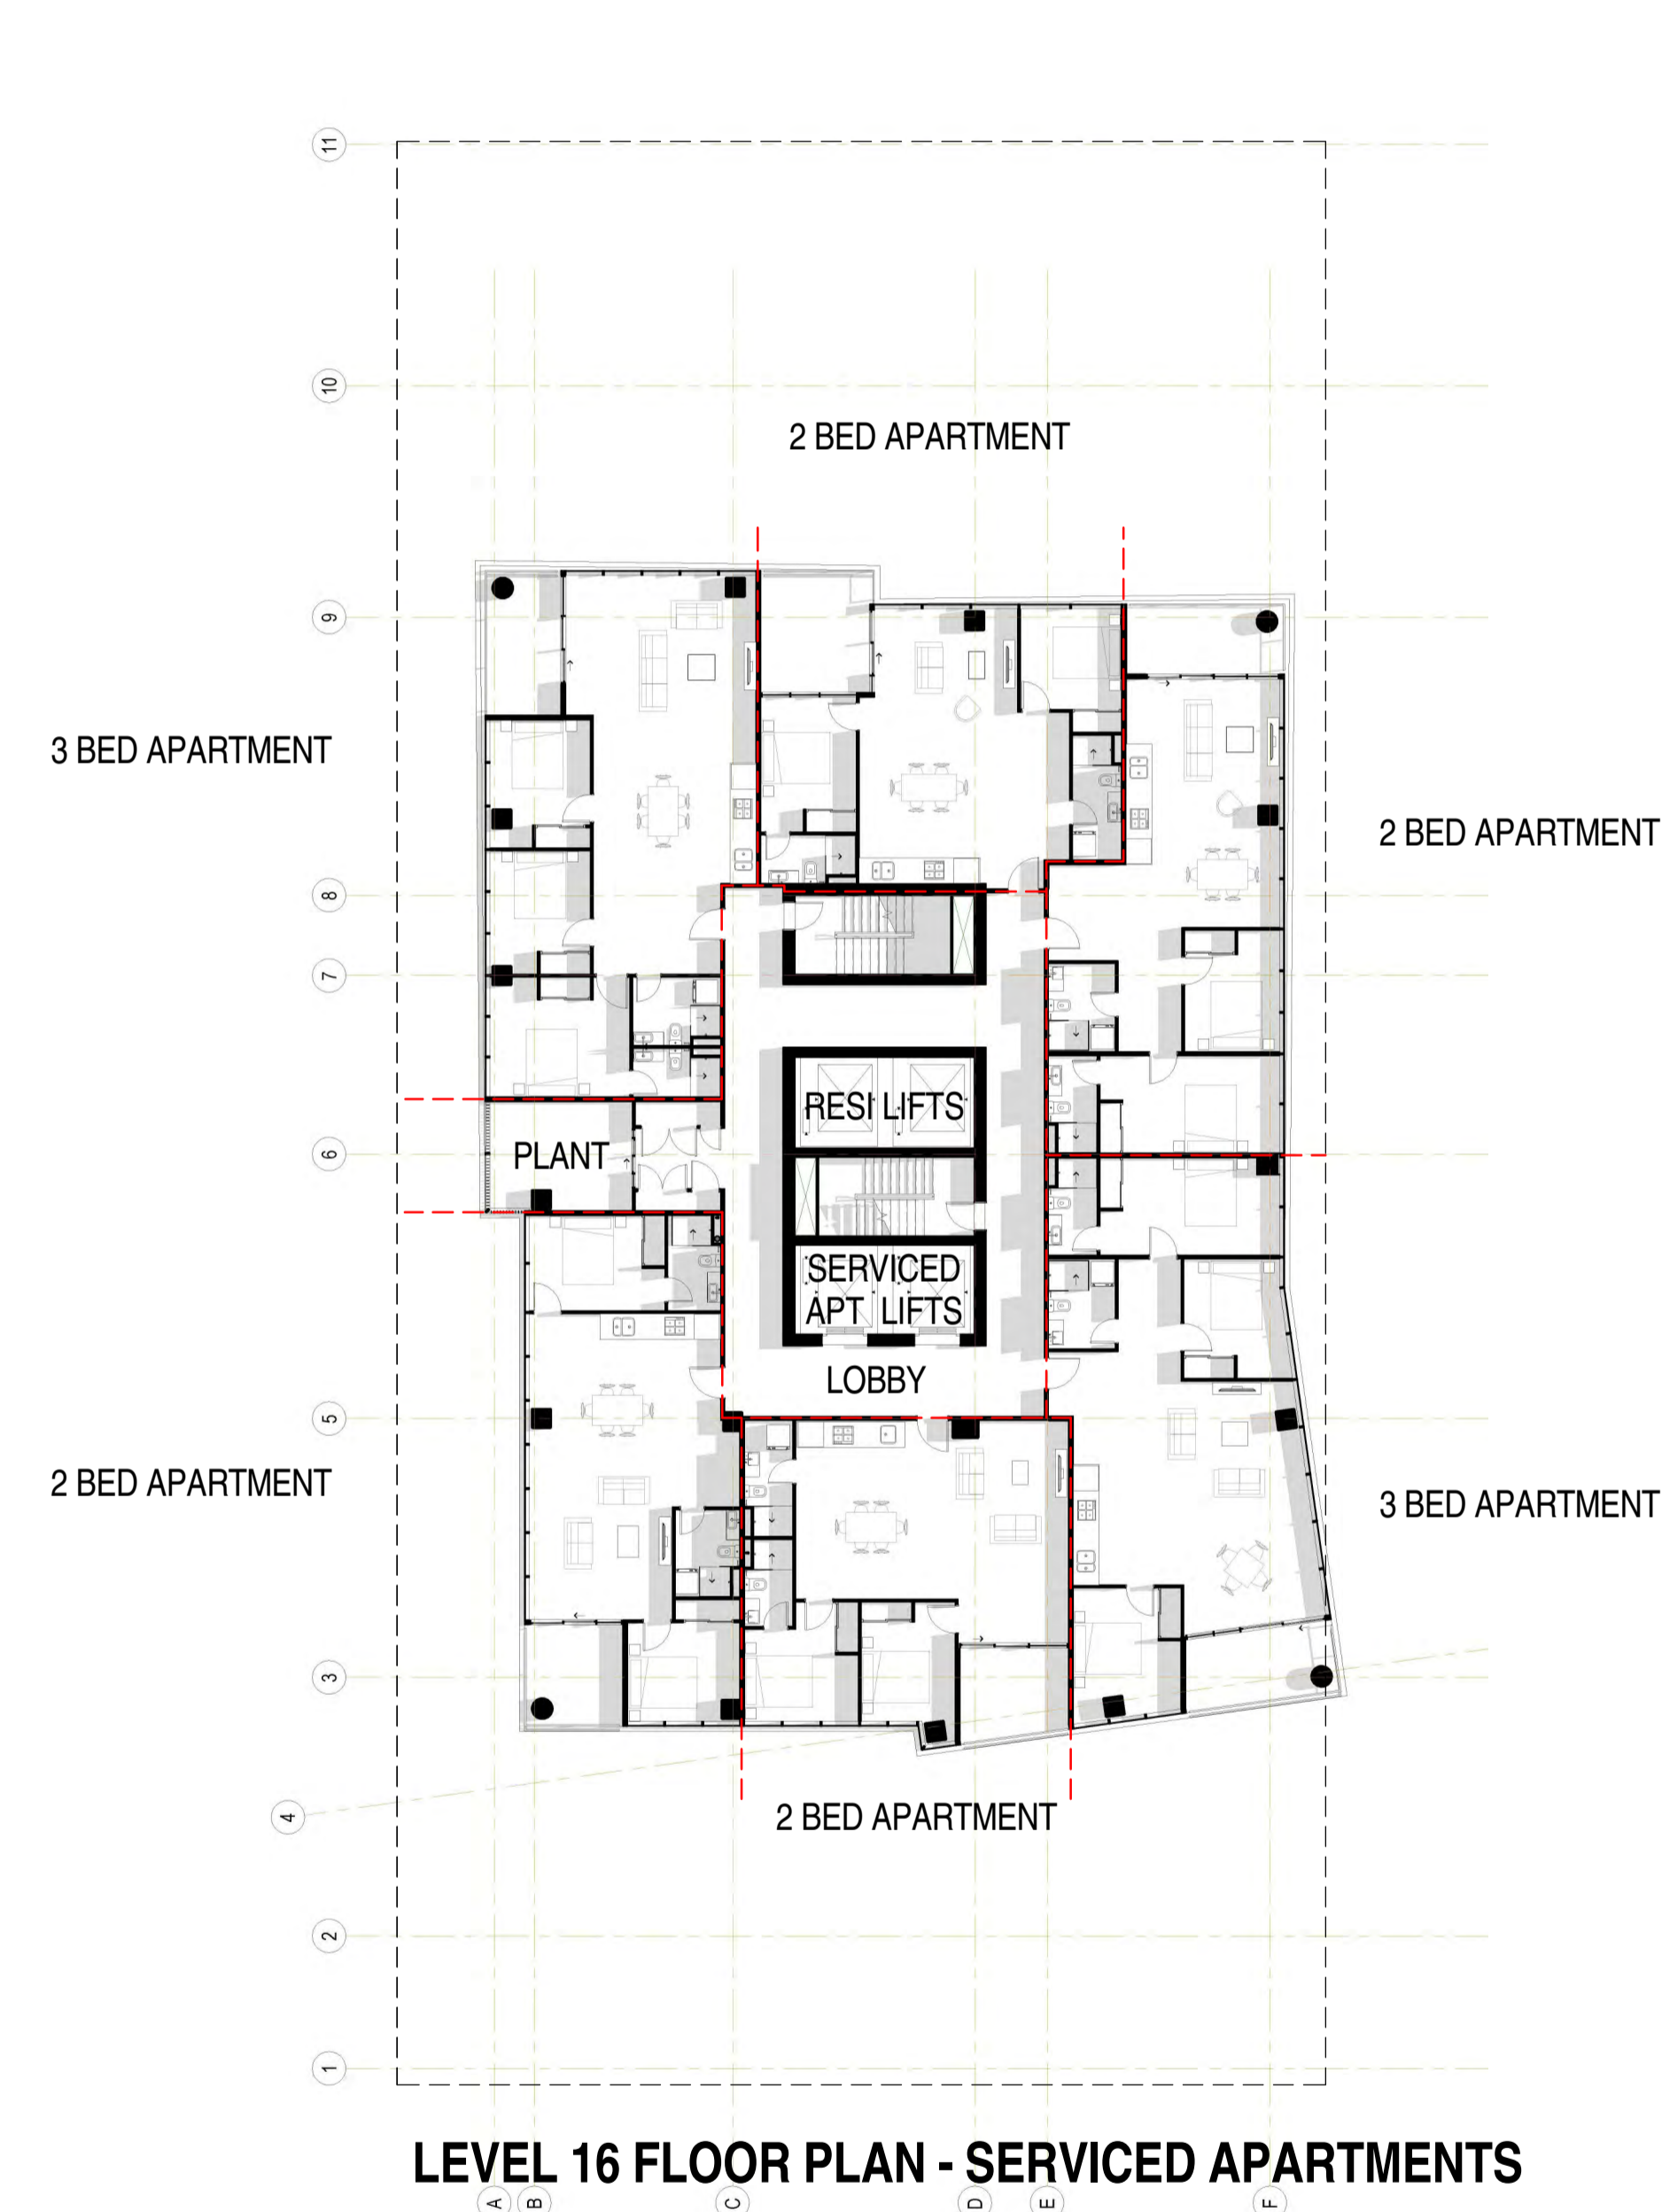 11
10
2 BED APARTMENT
9
3 BED APARTMENT
2 BED APARTMENT
8
7
RESI LIFTS
6
PLANT
SERVICED
APT LIFTS
LOBBY
5
2 BED APARTMENT
3 BED APARTMENT
3
4
2 BED APARTMENT
2
1
LEVEL 16 FLOOR PLAN - SERVICED APARTMENTS
A B C D E F